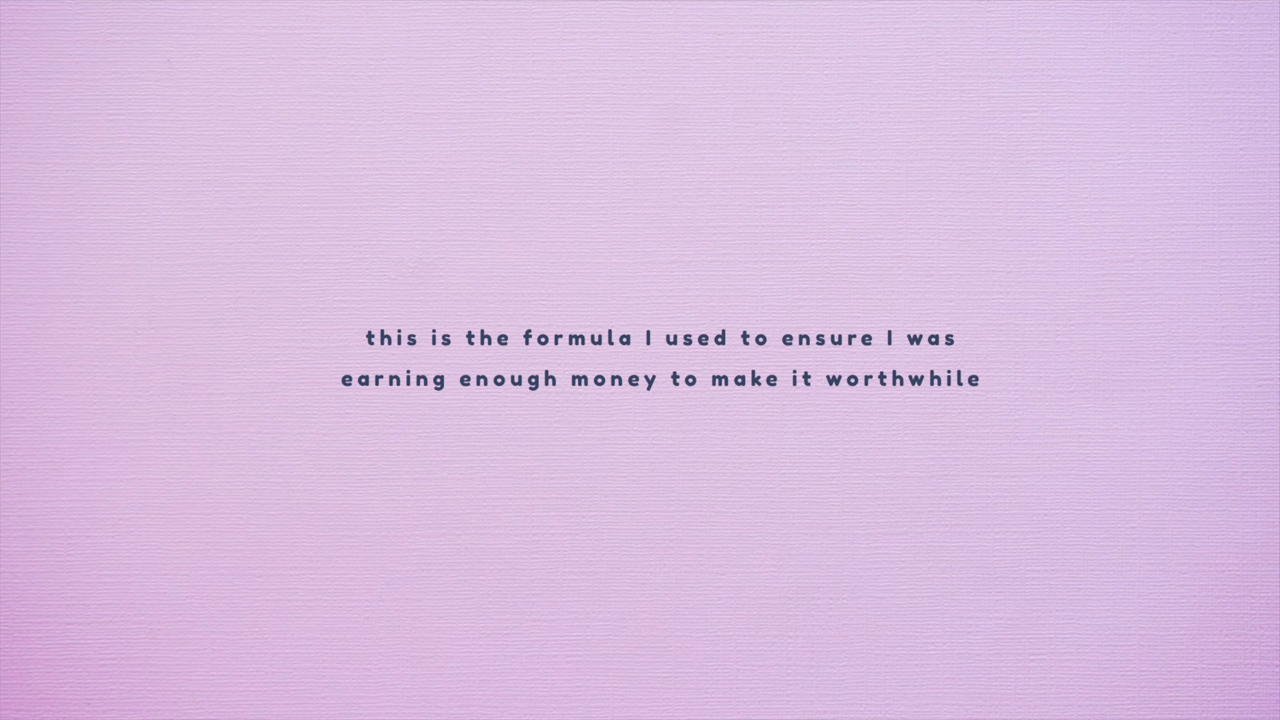 this is the formula I used to ensure I was
earning enough money to make it worthwhile